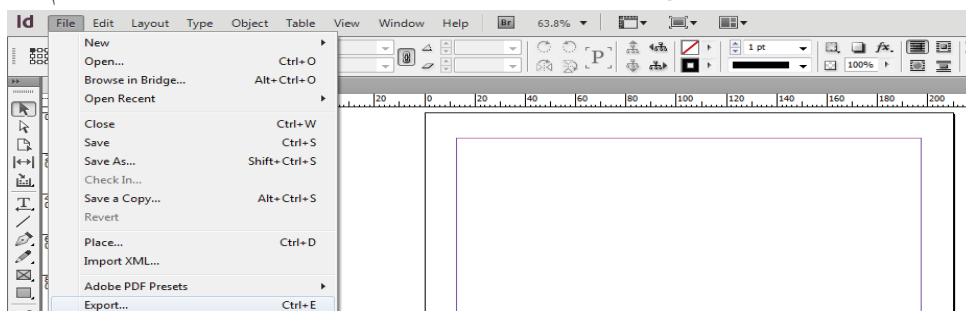 Id File Edit Layout Type Object Table View Window Help Br 63.8%
New
Open... Ctrl+O
Browse in Bridge... Alt+Ctrl+O
Open Recent
Close Ctrl+W
Save Ctrl+S
Save As... Shift+Ctrl+S
Check In...
Save a Copy... Alt+Ctrl+S
Revert
Place... Ctrl+D
Import XML...
Adobe PDF Presets
Export... Ctrl+E
P 1 pt fx.
100%
20 0 20 40 60 80 100 120 140 160 180 200
T